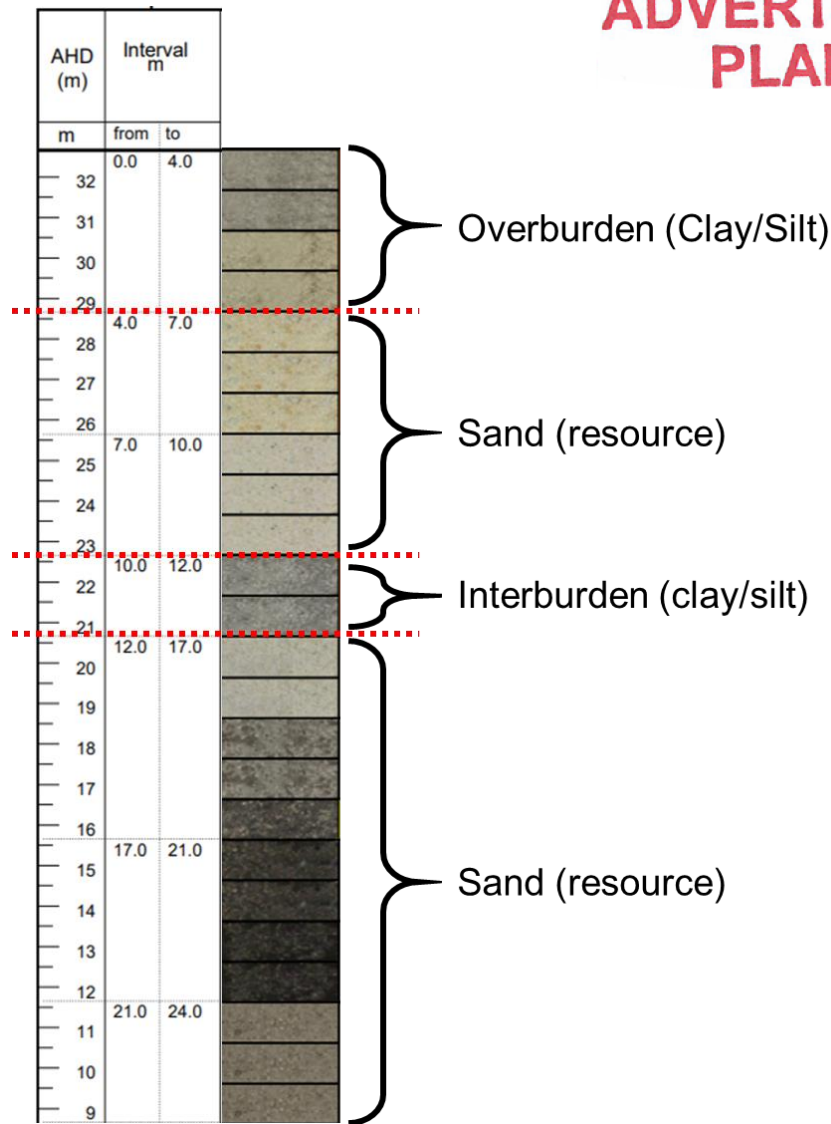 ADVERT
PLA
AHD
(m)
Interval
m
m from to
0.0 4.0
32
31
Overburden (Clay/Silt)
30
29
4.0 7.0
28
27
26
Sand (resource)
7.0 10.0
25
24
23
10.0 12.0
22
Interburden (clay/silt)
21
12.0 17.0
20
19
18
17
16
17.0 21.0
15
Sand (resource)
14
13
12
21.0 24.0
11
10
9